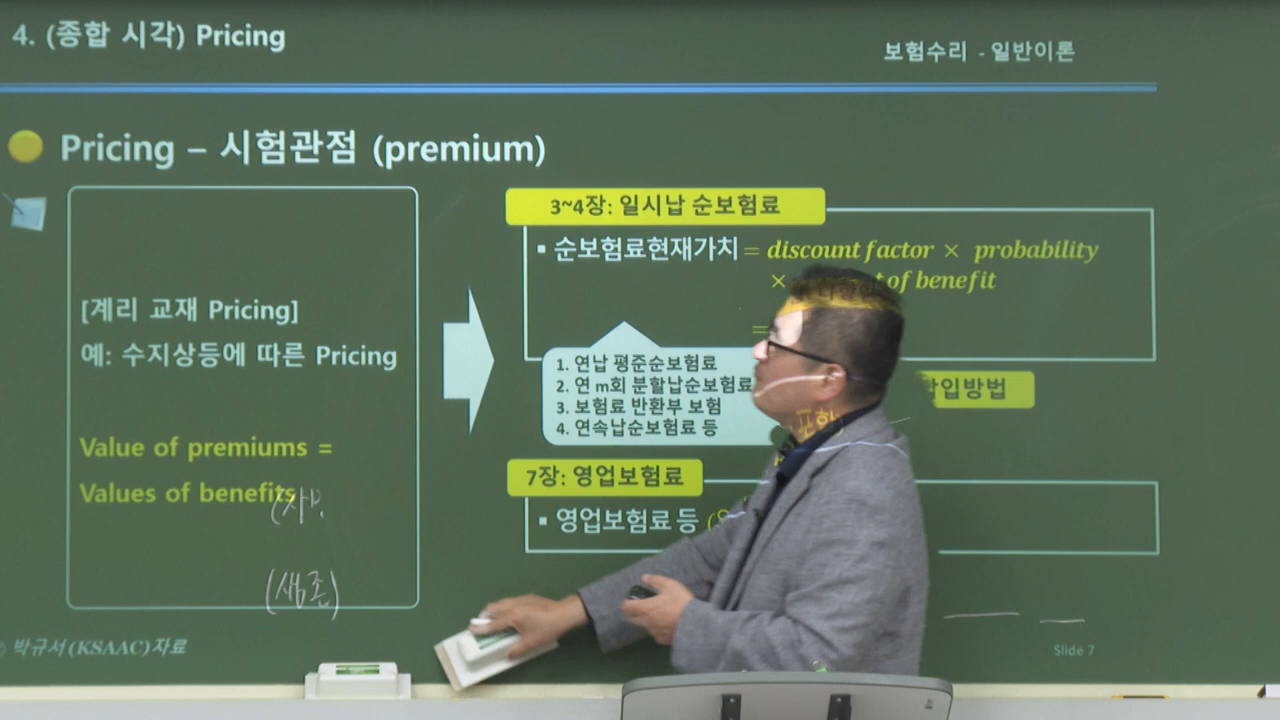 4. (종합 시각) Pricing
보험수리 - 일반이론
Pricing – 시험관점 (premium)
[계리 교재 Pricing]
예: 수지상등에 따른 Pricing
Value of premiums =
Values of benefits
(생존)
3~4장: 일시납 순보험료
▪ 순보험료현재가치 = discount factor × probability
× of benefit
=
1. 연납 평준순보험료
2. 연 m회 분할납순보험료
3. 보험료 반환부 보험
4. 연속납순보험료 등
납입방법
포함)
7장: 영업보험료
▪ 영업보험료 등
박규서(KSAAC)자료
Slide 7